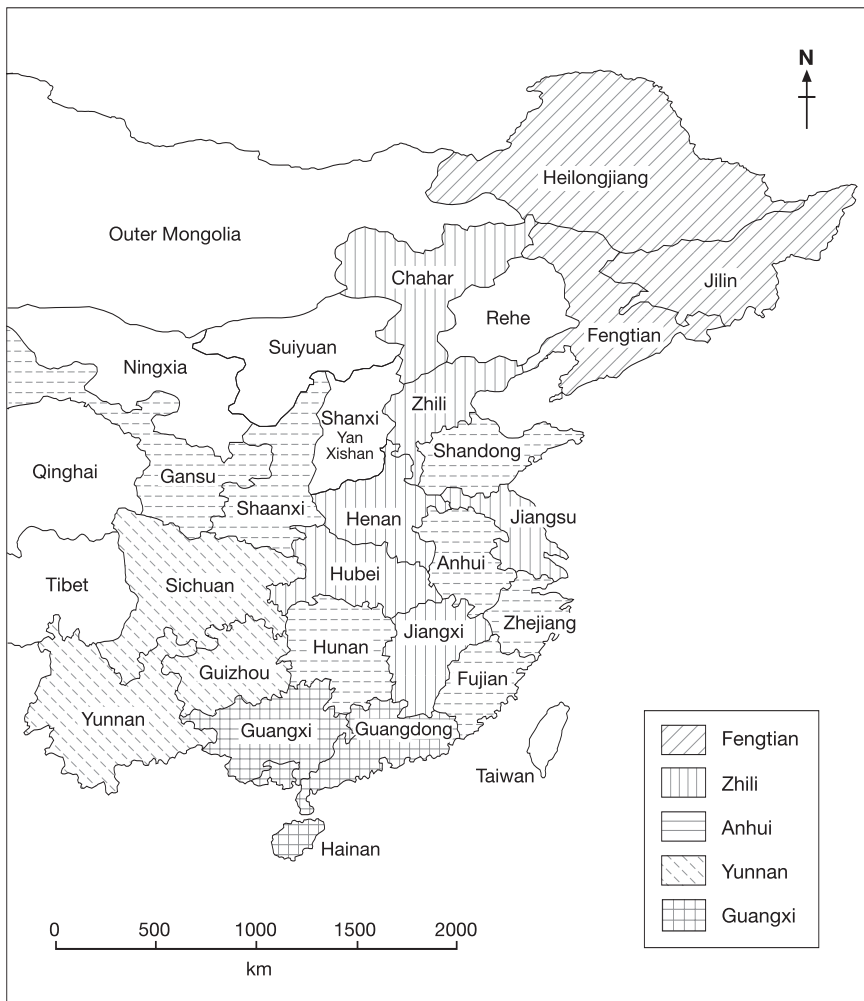 N
Heilongjiang
Outer Mongolia
Chahar
Jilin
Rehe
Fengtian
Suiyuan
Ningxia
Zhili
Shanxi
Yan
Xishan
Shandong
Qinghai
Gansu
Shaanxi
Henan
Jiangsu
Anhui
Tibet
Sichuan
Hubei
Zhejiang
Jiangxi
Hunan
Guizhou
Fujian
Yunnan
Guangxi
Guangdong
Taiwan
Hainan
Fengtian
Zhili
Anhui
Yunnan
Guangxi
0 500 1000 1500 2000
km